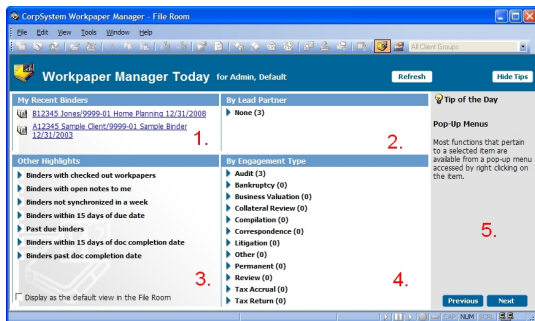 CorpSystem Workpaper Manager - File Room
File Edit View Tools Window Help
All Client Groups
Workpaper Manager Today for Admin, Default
Refresh
Hide Tips
My Recent Binders
B12345 Jones/9999-01 Home Planning 12/31/2008
A12345 Sample Client/9999-01 Sample Binder
12/31/2003
1.
By Lead Partner
None (3)
2.
Other Highlights
Binders with checked out workpapers
Binders with open notes to me
Binders not synchronized in a week
Binders within 15 days of due date
Past due binders
Binders within 15 days of doc completion date
Binders past doc completion date
3.
Display as the default view in the File Room
By Engagement Type
Audit (3)
Bankruptcy (0)
Business Valuation (0)
Collateral Review (0)
Compilation (0)
Correspondence (0)
Litigation (0)
Other (0)
Permanent (0)
Review (0)
Tax Accrual (0)
Tax Return (0)
4.
Tip of the Day
Pop-Up Menus
Most functions that pertain
to a selected item are
available from a pop-up menu
accessed by right clicking on
the item.
5.
Previous
Next
CAP NUM SCRL